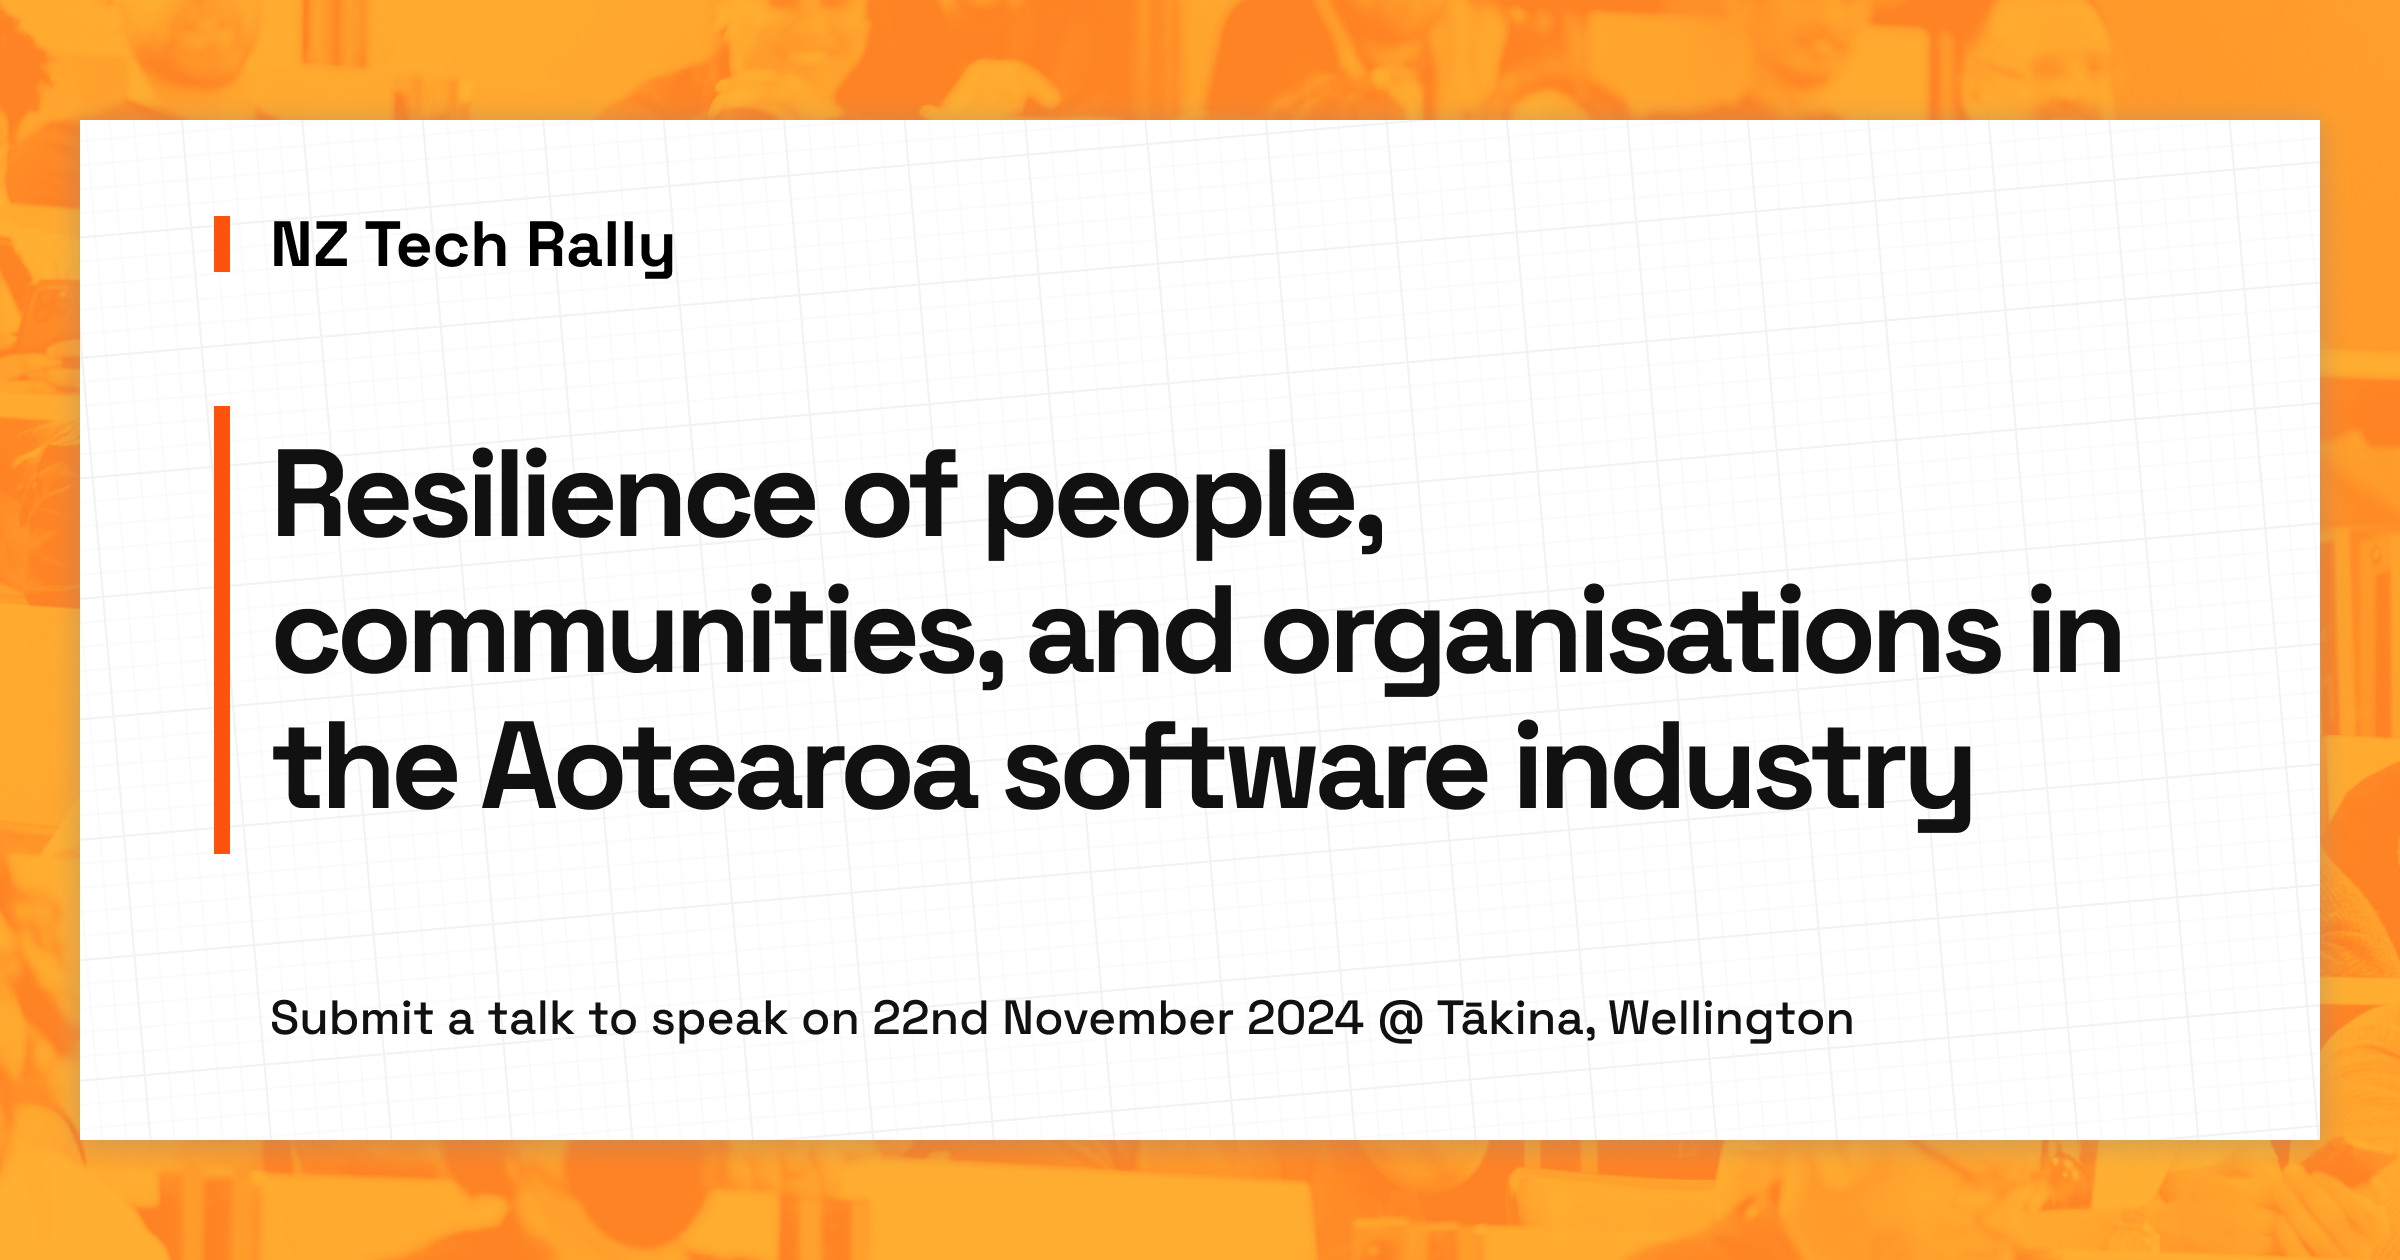 NZ Tech Rally
Resilience of people,
communities, and organisations in
the Aotearoa software industry
Submit a talk to speak on 22nd November 2024 @ Tākina, Wellington